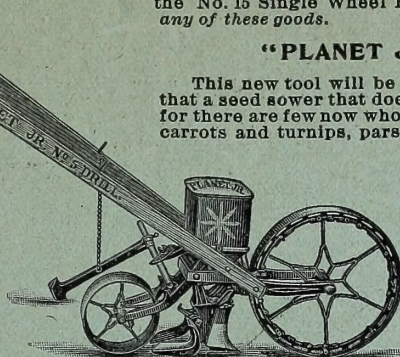 the No. 15 Single Wheel
any of these goods.
"PLANET
This new tool will be
that a seed sower that doe
for there are few now who
carrots and turnips, pars
ET JR. No 5 DRILL.
PLANET JR.